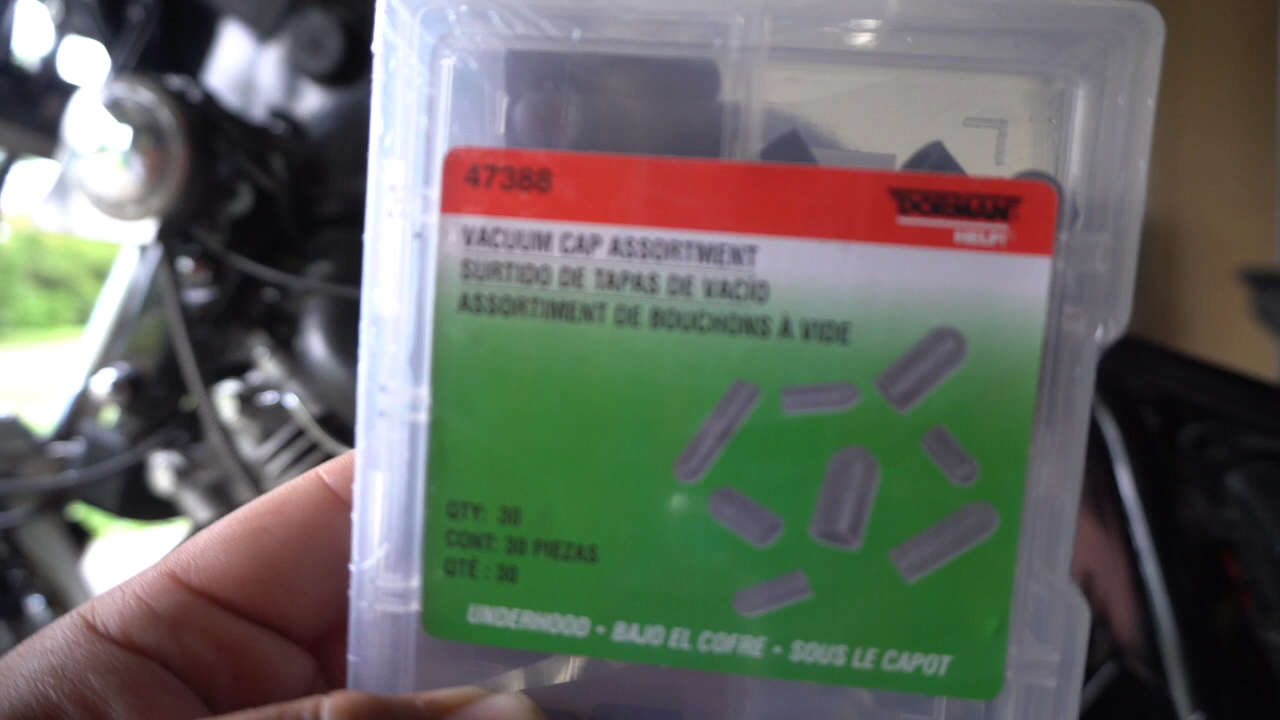 47388
DORMAN
HELP!
VACUUM CAP ASSORTMENT
SURTIDO DE TAPAS DE VACÍO
ASSORTIMENT DE BOUCHONS À VIDE
QTY: 30
CONT: 30 PIEZAS
QTÉ : 30
UNDERHOOD • BAJO EL COFRE • SOUS LE CAPOT